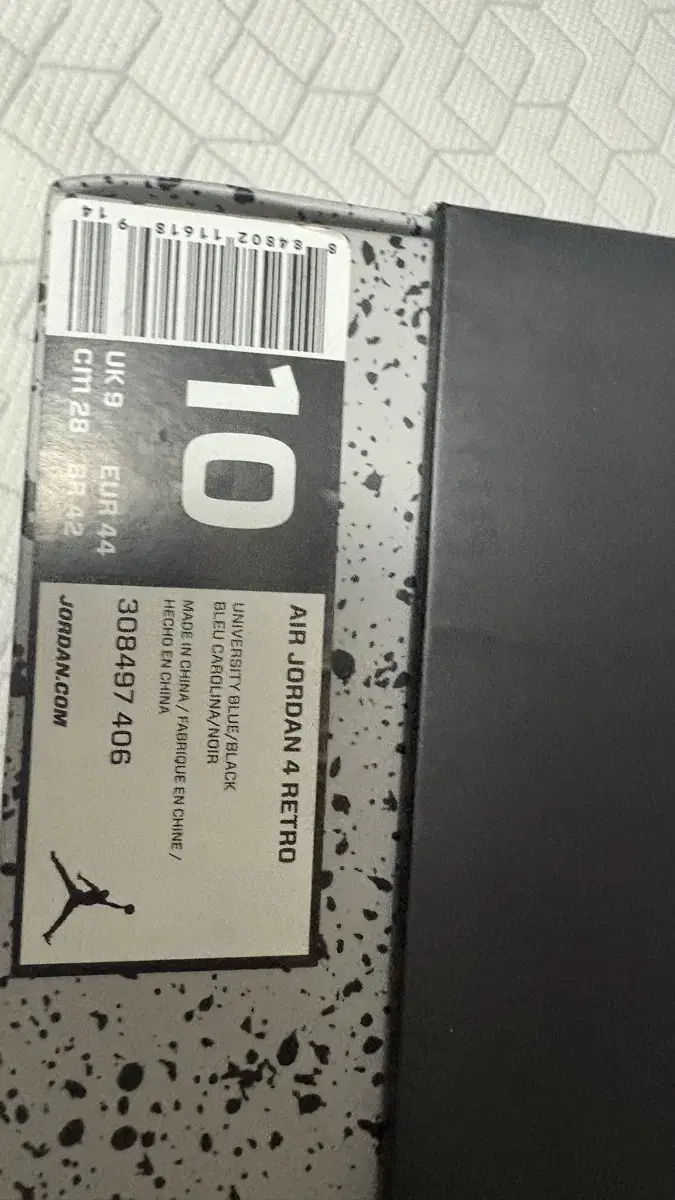 8 84802 11618 9 14
10
UK 9 EUR 44
cm 28 BR 42
AIR JORDAN 4 RETRO
UNIVERSITY BLUE/BLACK
BLEU CAROLINA/NOIR
MADE IN CHINA / FABRIQUE EN CHINE /
HECHO EN CHINA
308497 406
JORDAN.COM